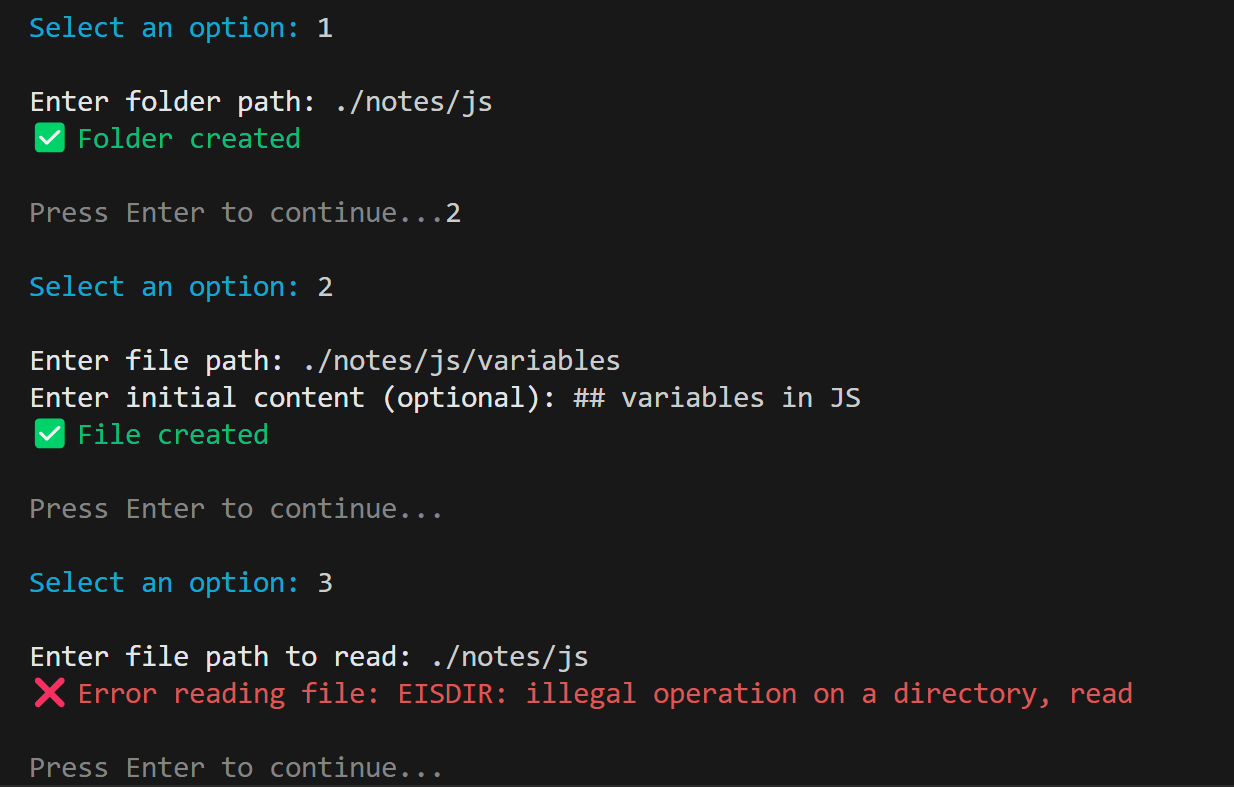 Select an option: 1
Enter folder path: ./notes/js
✅ Folder created
Press Enter to continue...2
Select an option: 2
Enter file path: ./notes/js/variables
Enter initial content (optional): ## variables in JS
✅ File created
Press Enter to continue...
Select an option: 3
Enter file path to read: ./notes/js
❌ Error reading file: EISDIR: illegal operation on a directory, read
Press Enter to continue...